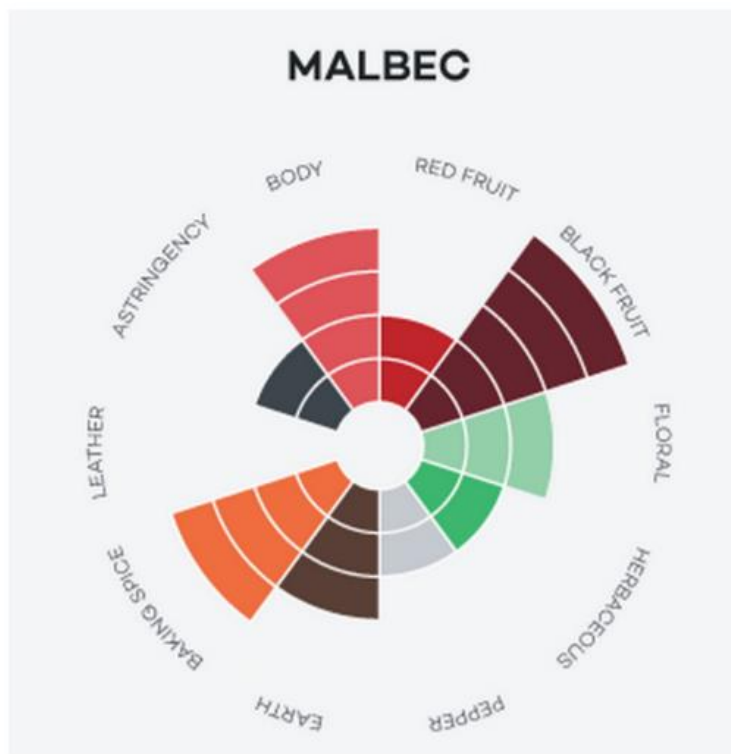 MALBEC
BODY
RED FRUIT
ASTRINGENCY
BLACK FRUIT
LEATHER
FLORAL
BAKING SPICE
HERBACEOUS
EARTH
PEPPER